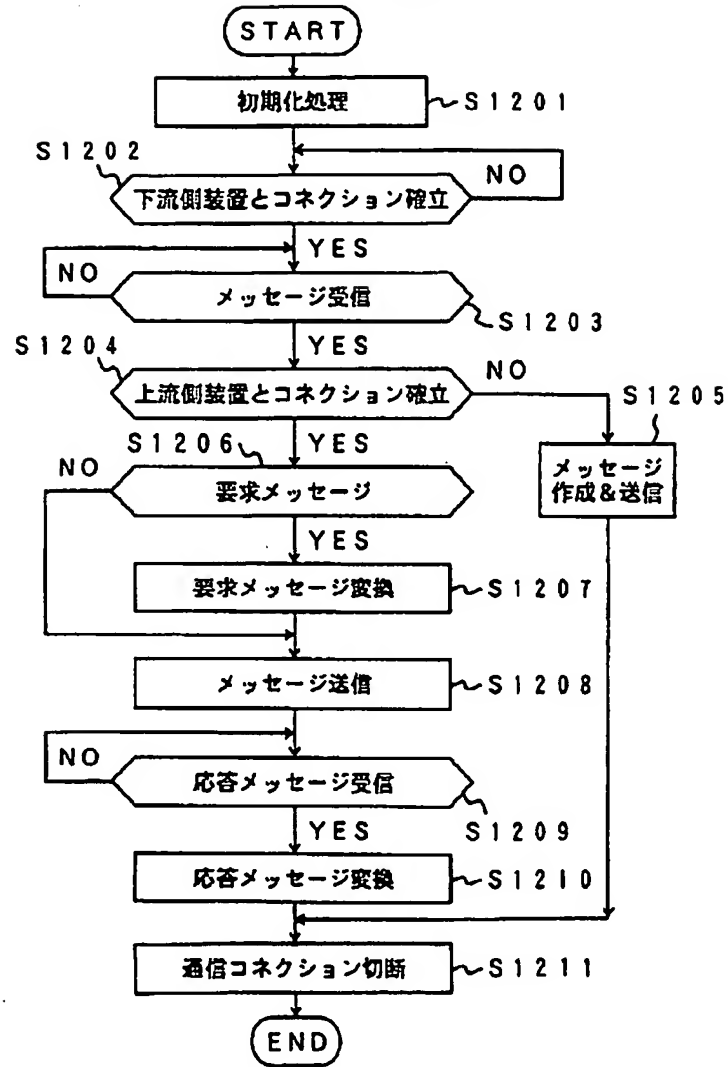 START
初期化処理
S1201
S1202
下流側装置とコネクション確立
NO
YES
NO
メッセージ受信
S1203
YES
S1204
上流側装置とコネクション確立
NO
S1205
メッセージ
作成&送信
YES
S1206
NO
要求メッセージ
YES
要求メッセージ変換
S1207
メッセージ送信
S1208
NO
応答メッセージ受信
S1209
YES
応答メッセージ変換
S1210
通信コネクション切断
S1211
END